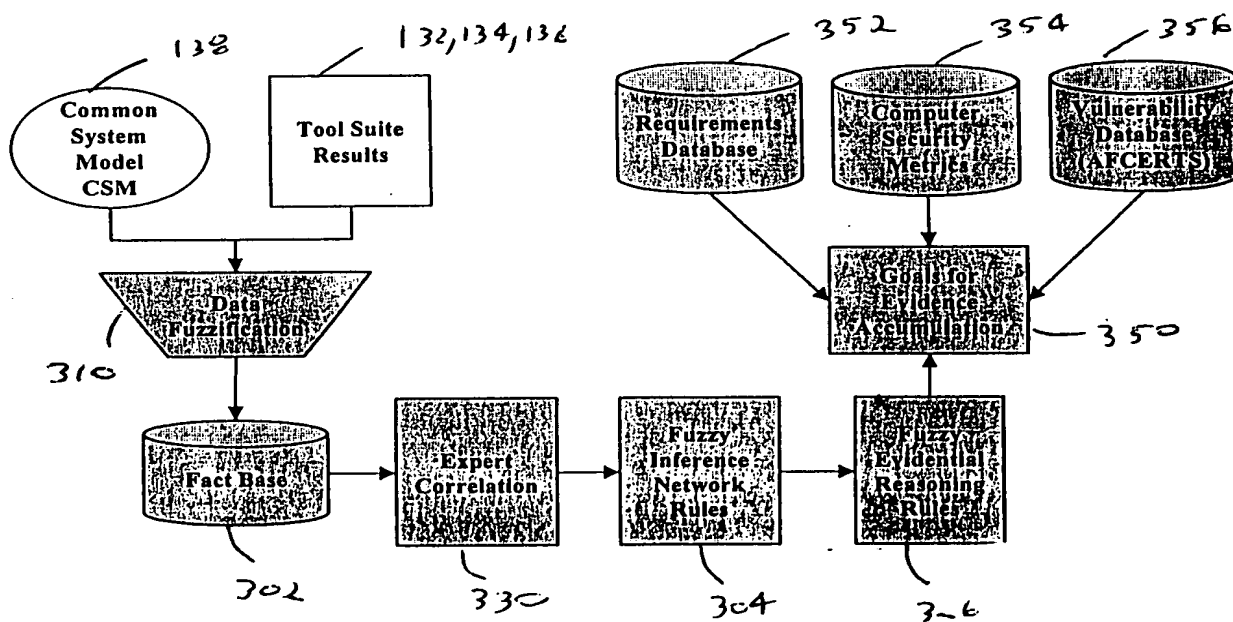 138
132,134,136
352
354
356
Common
System
Model
CSM
Tool Suite
Results
Requirements
Database
Computer
Security
Metrics
Vulnerability
Database
(AFCERTS)
Data
Fuzzification
310
Goals for
Evidence
Accumulation
350
Fact Base
302
Expert
Correlation
330
Fuzzy
Inference
Network
Rules
304
Fuzzy
Evidential
Reasoning
Rules
306